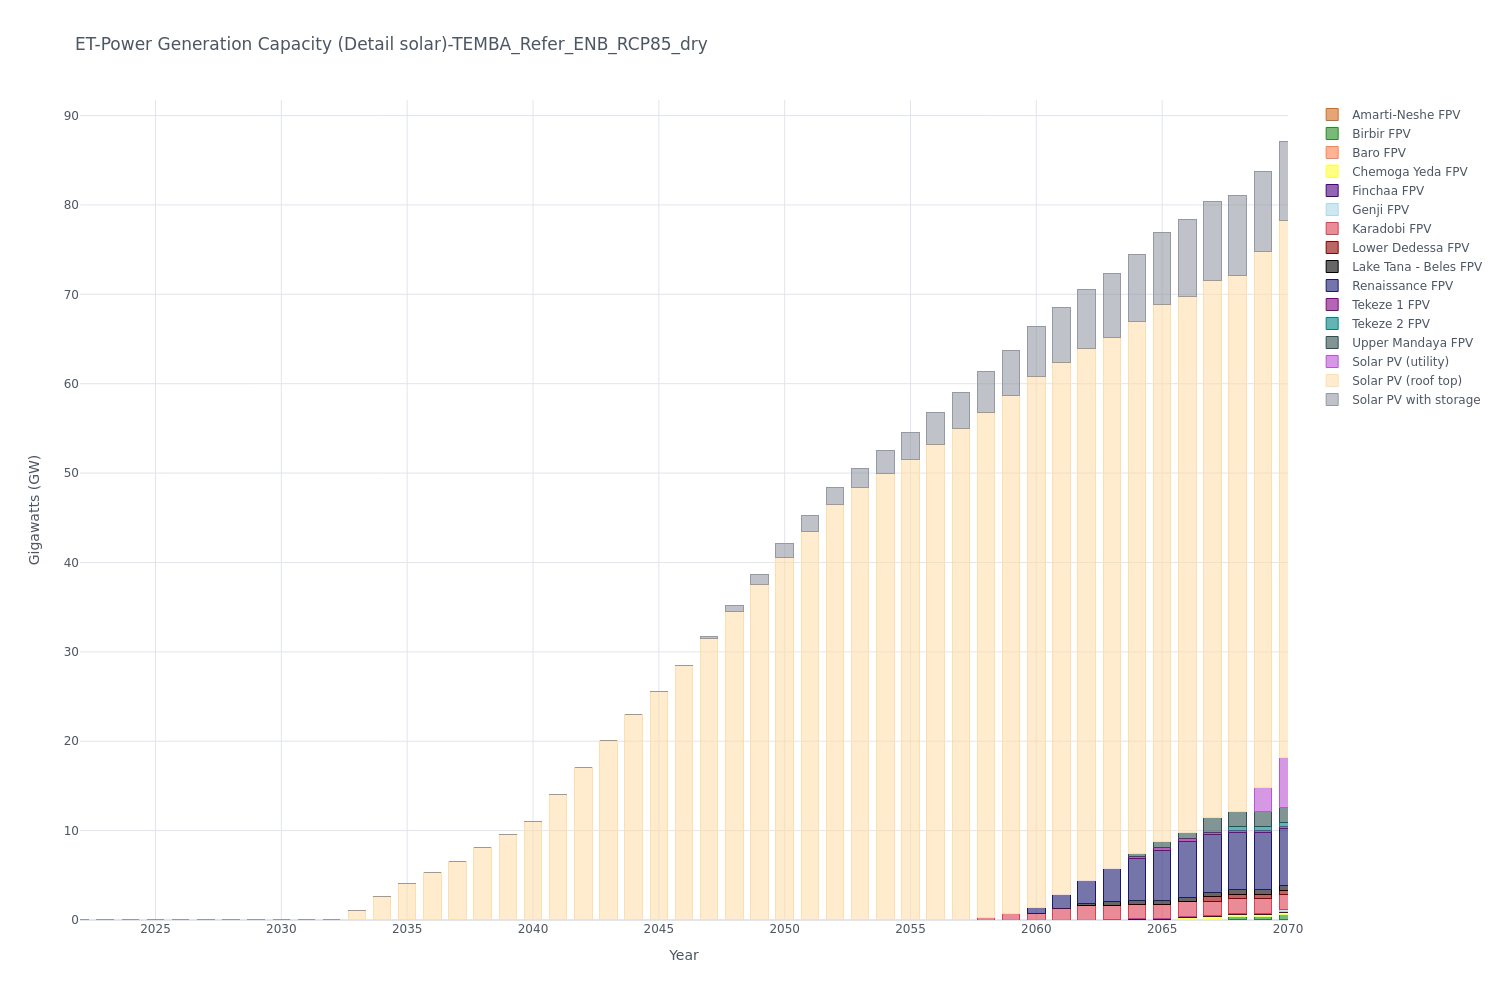 ET-Power Generation Capacity (Detail solar)-TEMBA_Refer_ENB_RCP85_dry
90
80
70
60
50
40
30
20
10
0
Gigawatts (GW)
2025
2030
2035
2040
2045
2050
2055
2060
2065
2070
Year
Amarti-Neshe FPV
Birbir FPV
Baro FPV
Chemoga Yeda FPV
Finchaa FPV
Genji FPV
Karadobi FPV
Lower Dedessa FPV
Lake Tana - Beles FPV
Renaissance FPV
Tekeze 1 FPV
Tekeze 2 FPV
Upper Mandaya FPV
Solar PV (utility)
Solar PV (roof top)
Solar PV with storage